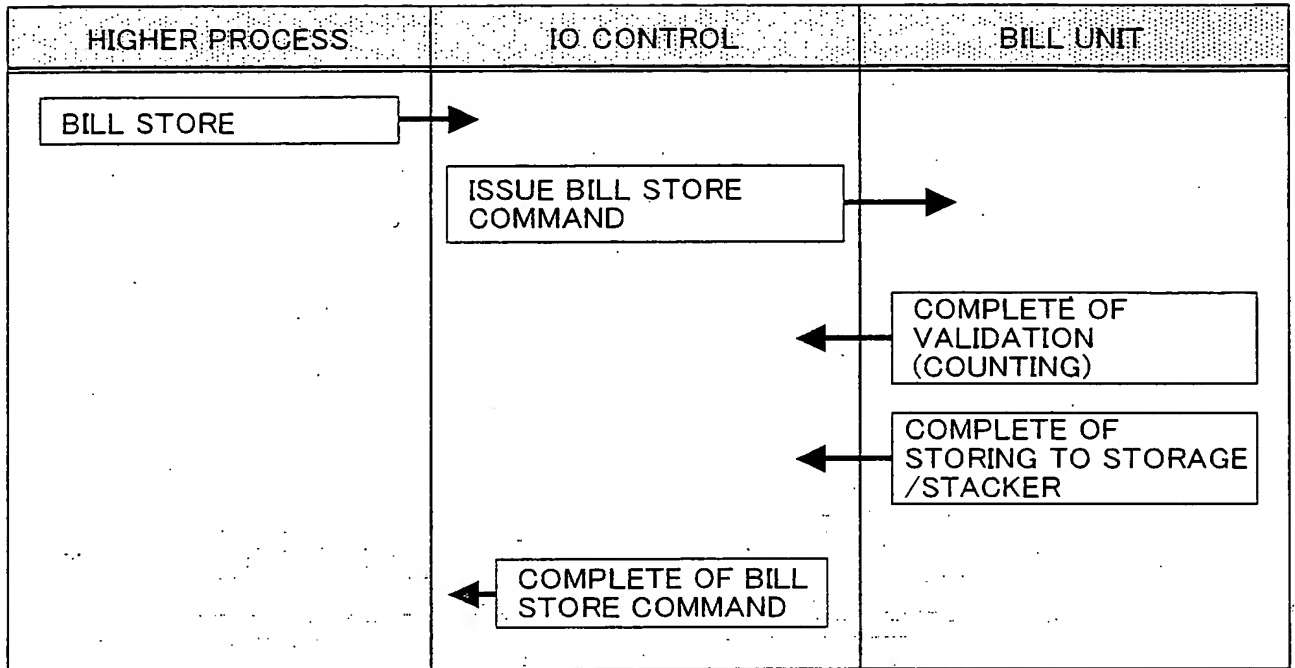 HIGHER PROCESS
IO CONTROL
BILL UNIT
BILL STORE
ISSUE BILL STORE
COMMAND
COMPLETE OF
VALIDATION
(COUNTING)
COMPLETE OF
STORING TO STORAGE
/STACKER
COMPLETE OF BILL
STORE COMMAND